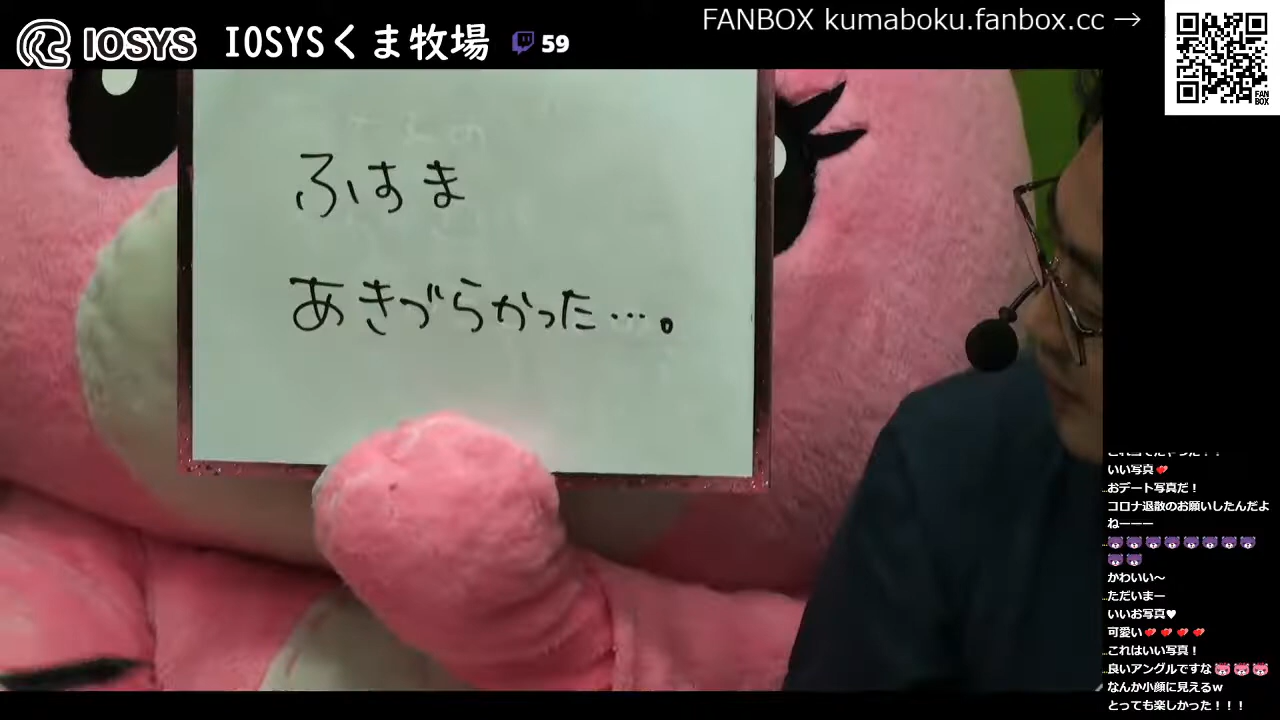 IOSYS IOSYSくま牧場 59
FANBOX kumaboku.fanbox.cc →
FAN
BOX
ふすま
あきづらかった…。
いい写真
おデート写真だ！
コロナ退散のお願いしたんだよ
ねーーー
かわいい～
ただいまー
いいお写真♥
可愛い
これはいい写真！
良いアングルですな
なんか小顔に見えるｗ
とっても楽しかった！！！